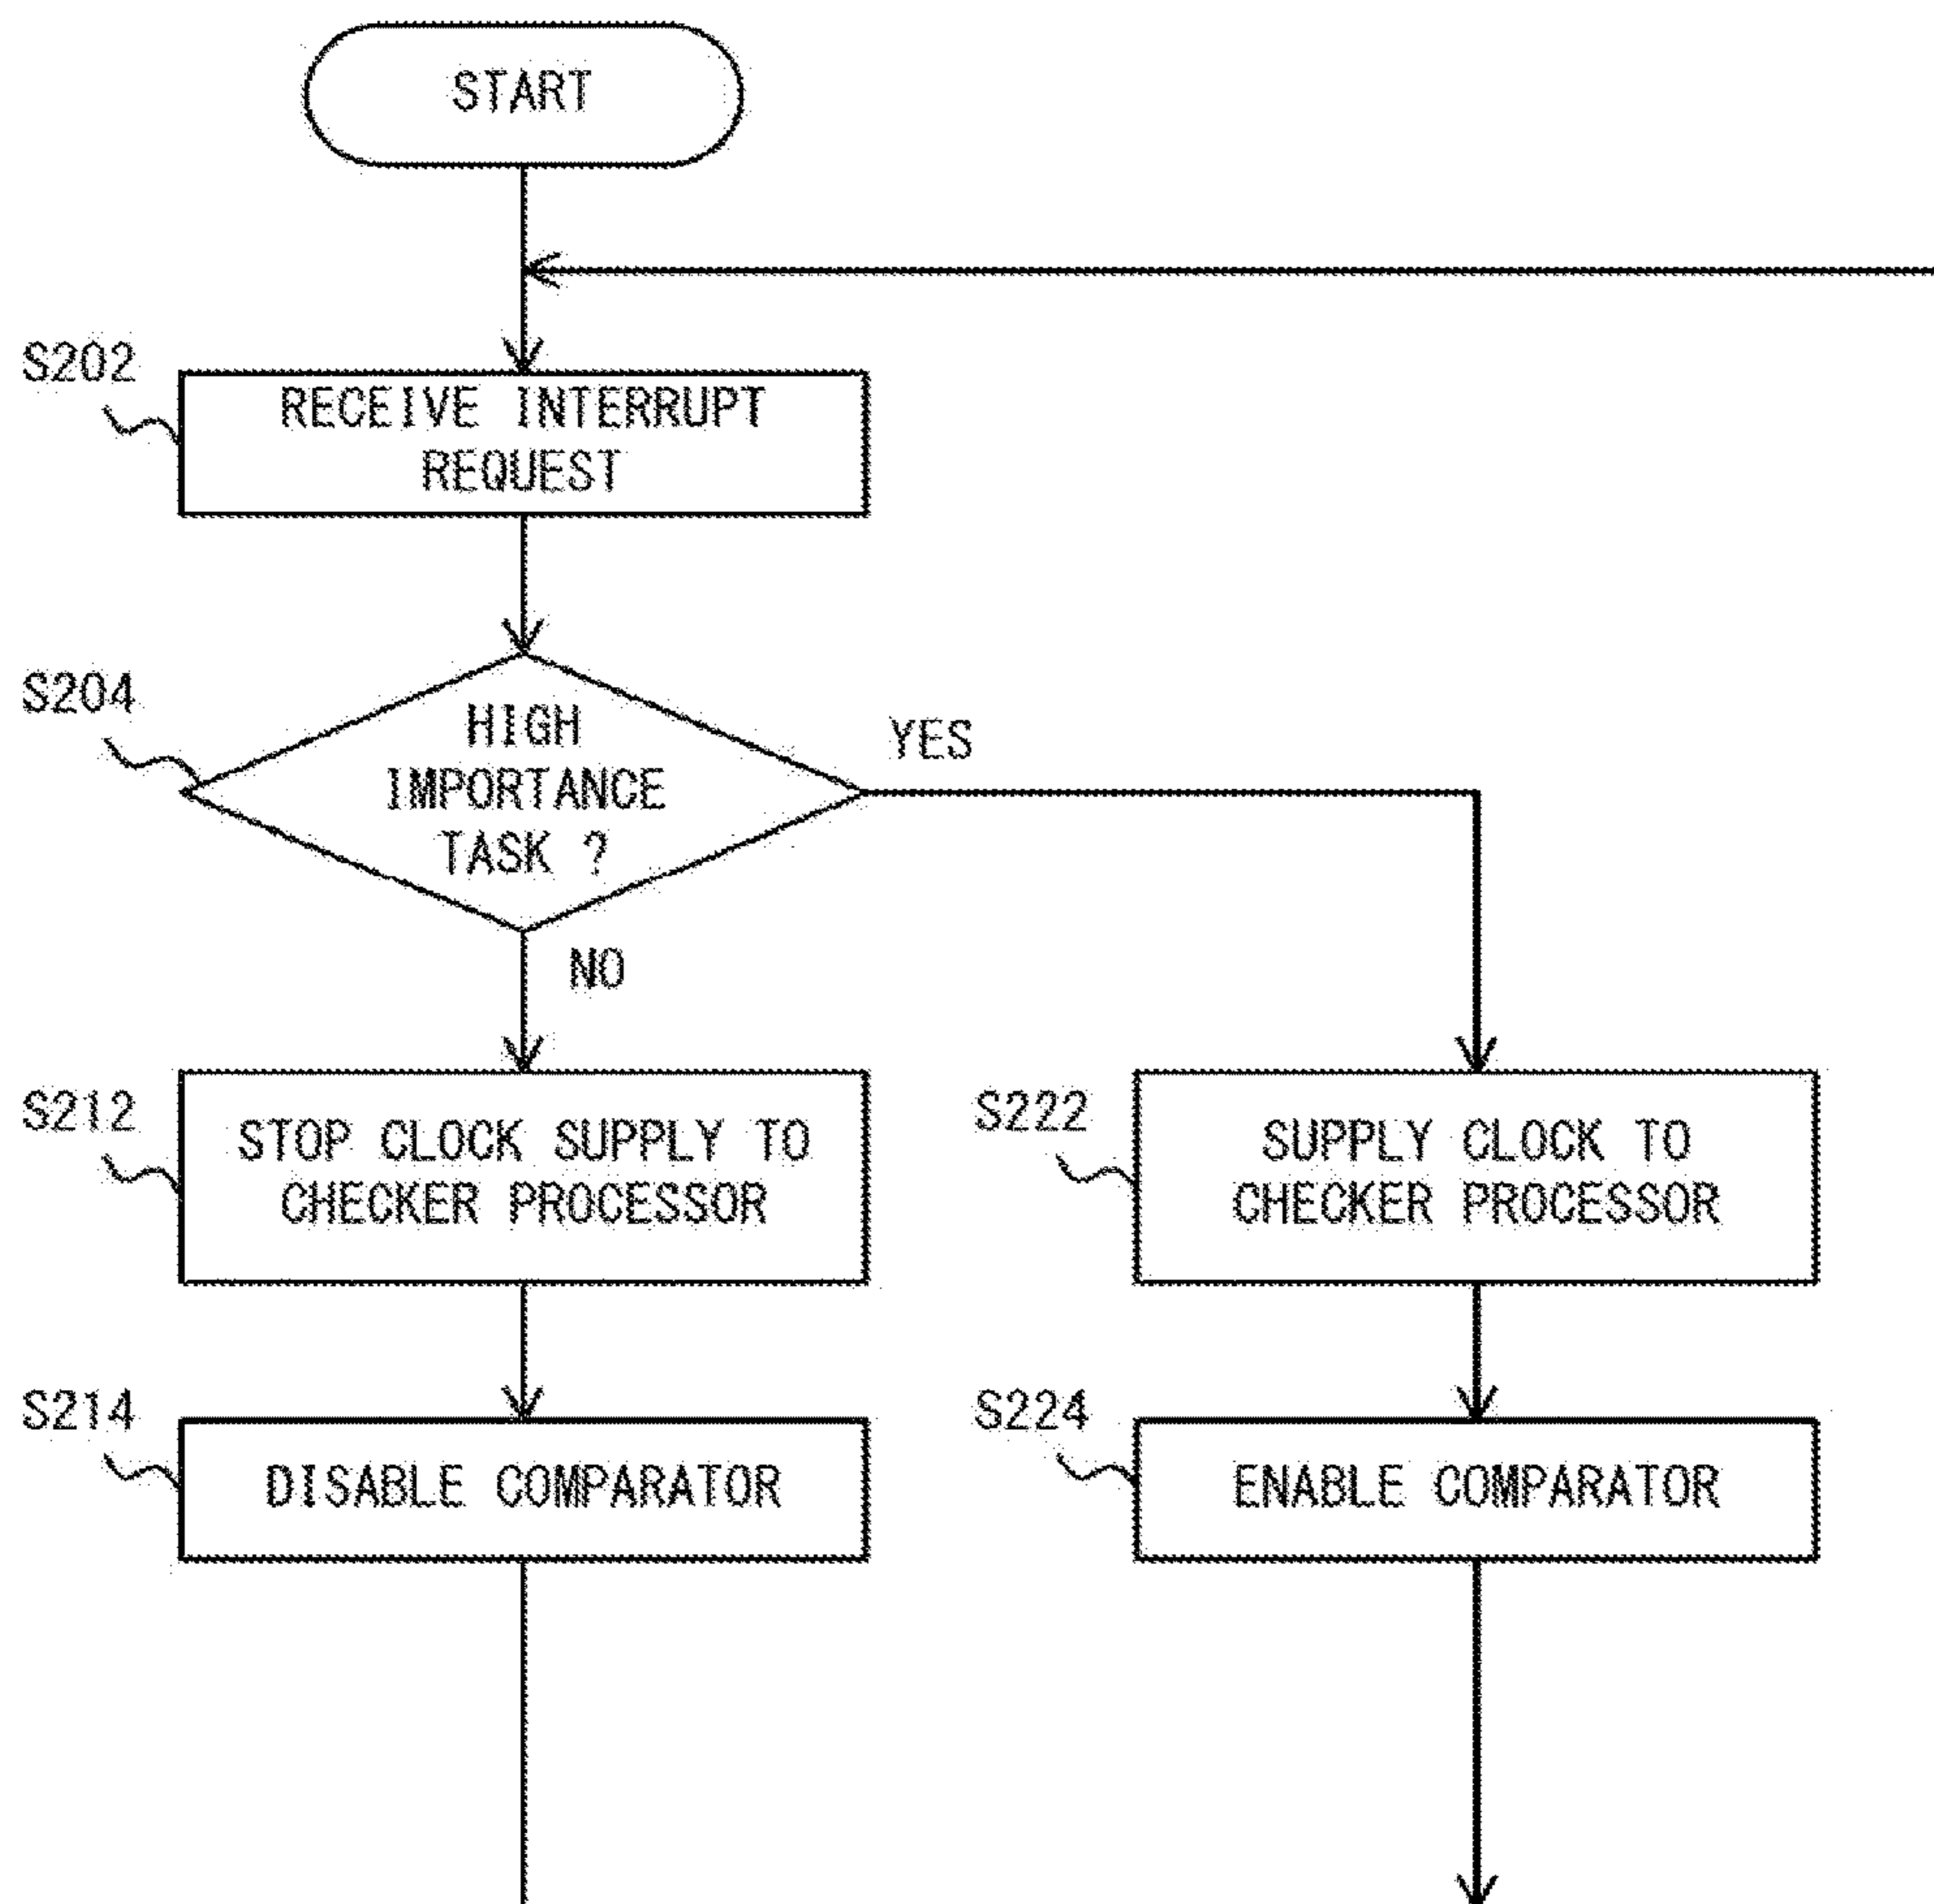 START
S202
RECEIVE INTERRUPT
REQUEST
S204
HIGH
IMPORTANCE
TASK ?
YES
NO
S212
STOP CLOCK SUPPLY TO
CHECKER PROCESSOR
S222
SUPPLY CLOCK TO
CHECKER PROCESSOR
S214
DISABLE COMPARATOR
S224
ENABLE COMPARATOR